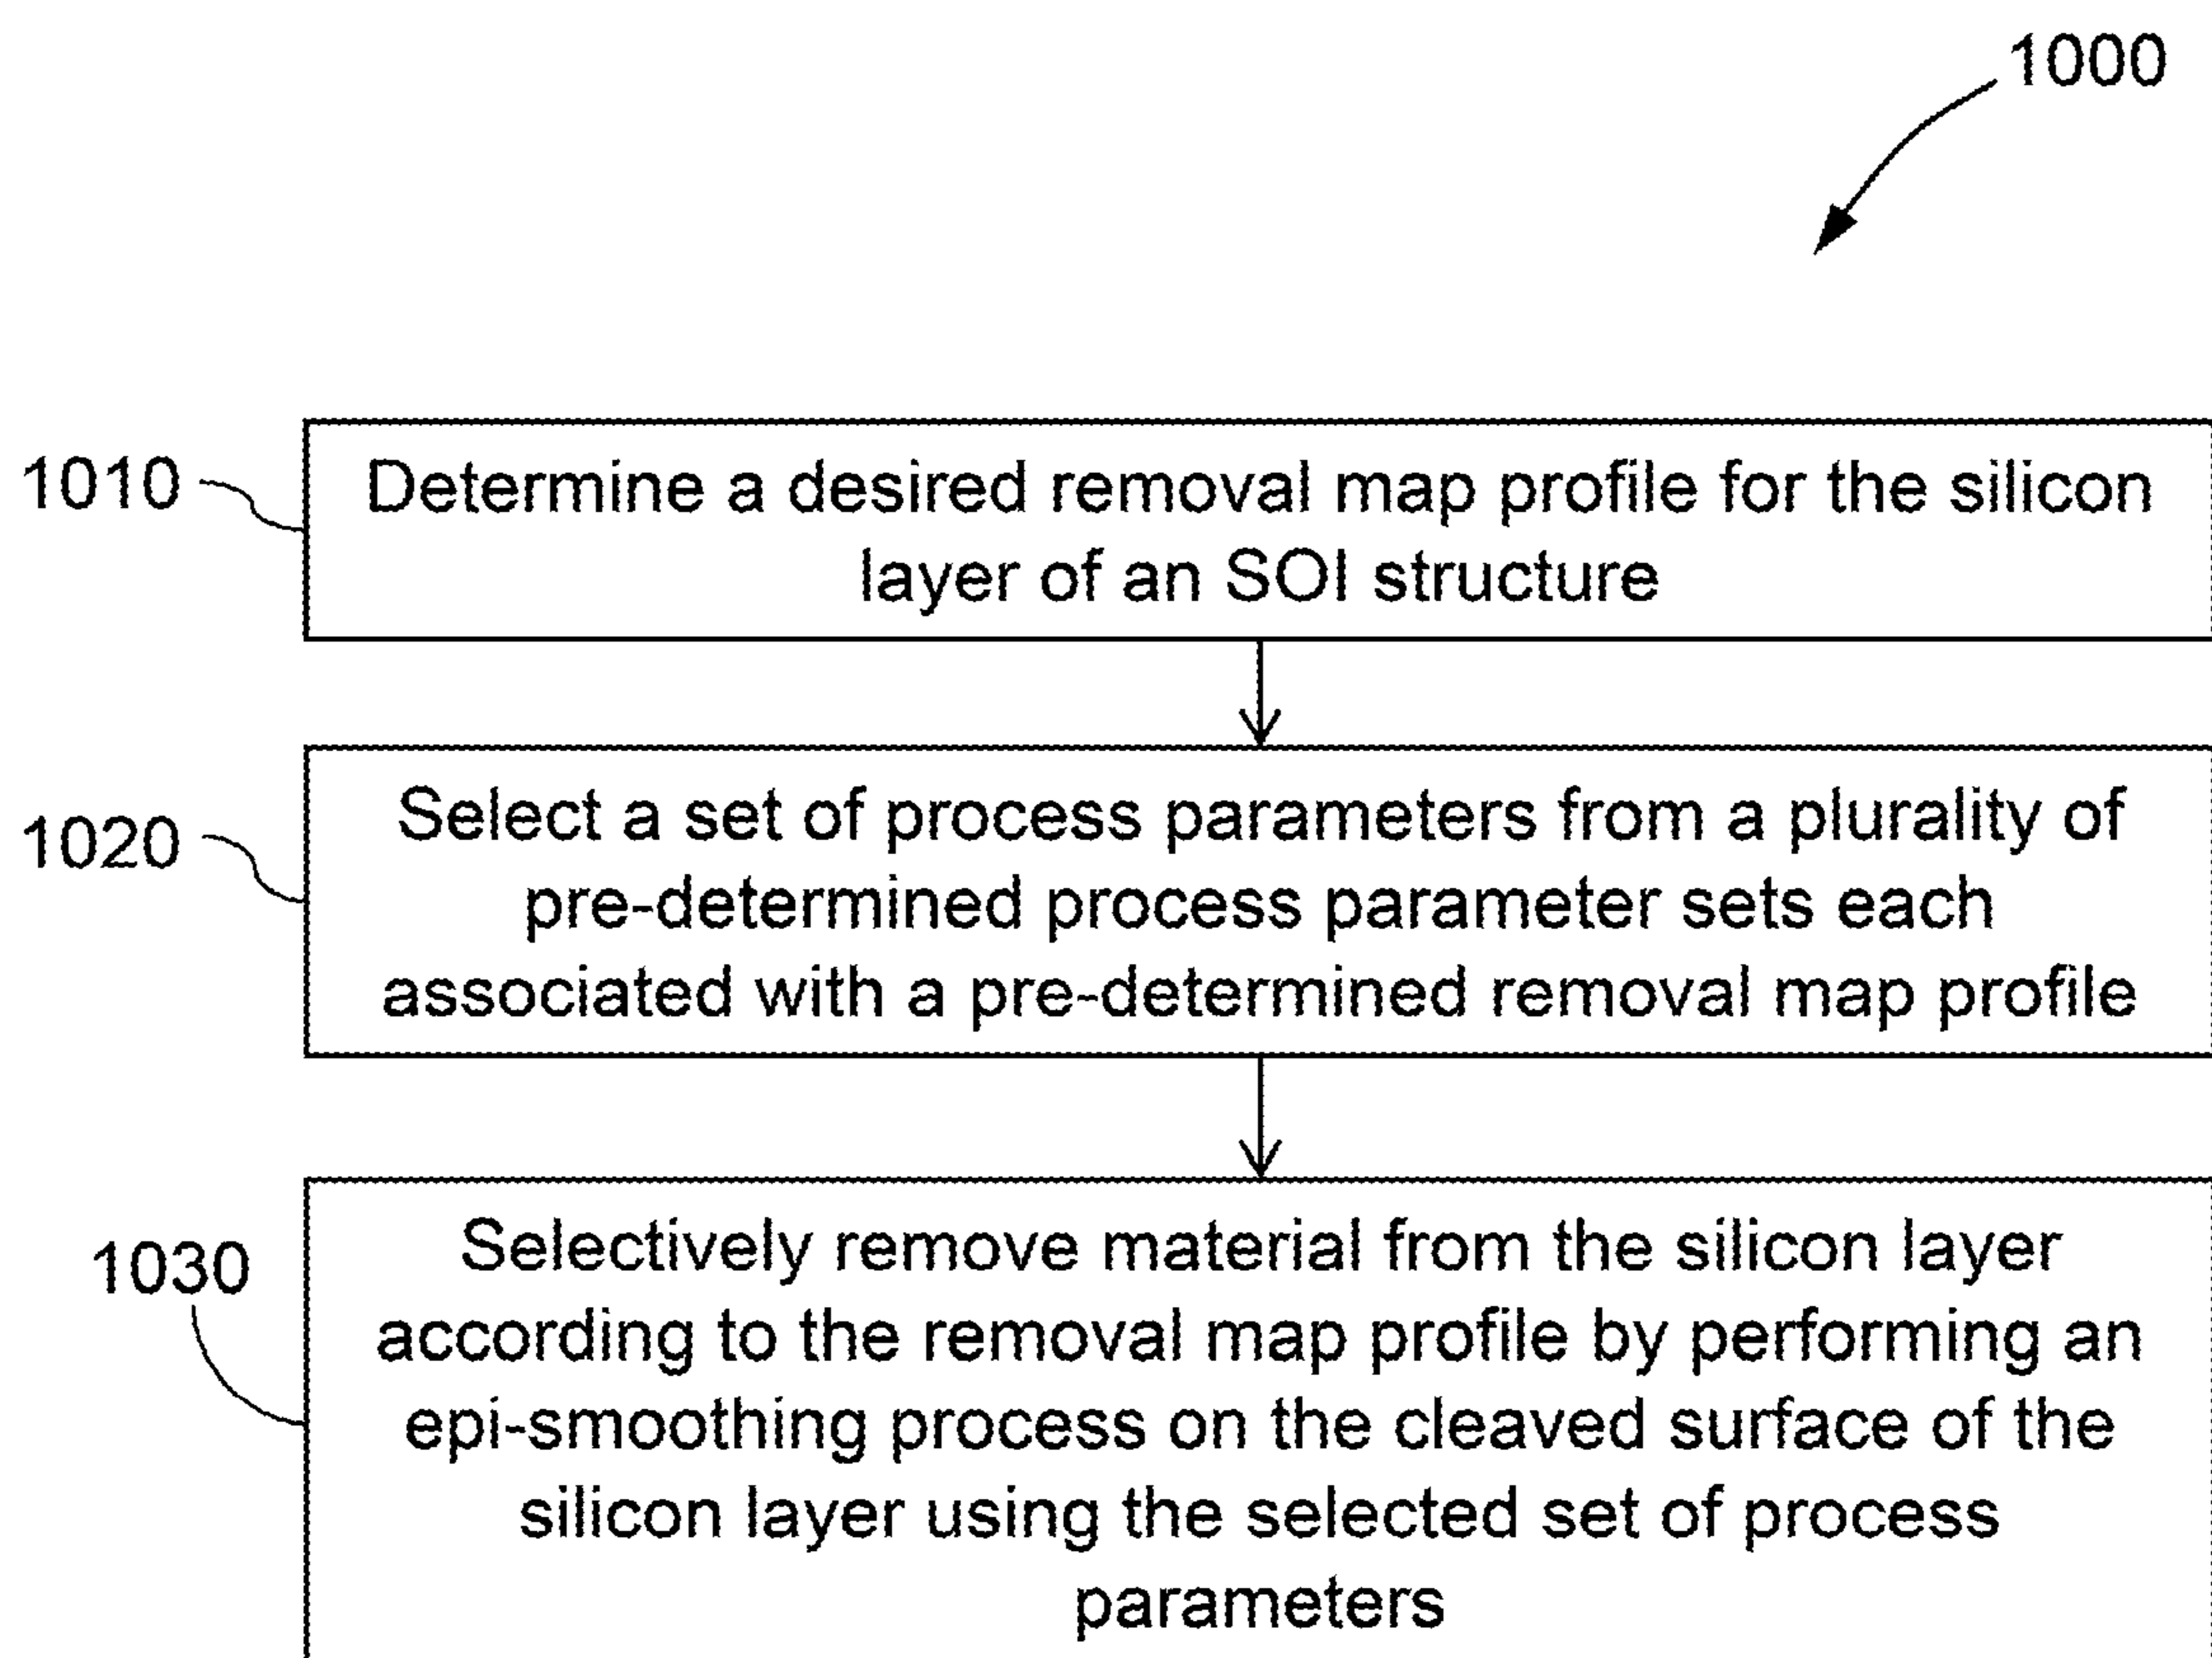 1000
1010
Determine a desired removal map profile for the silicon
layer of an SOI structure
1020
Select a set of process parameters from a plurality of
pre-determined process parameter sets each
associated with a pre-determined removal map profile
1030
Selectively remove material from the silicon layer
according to the removal map profile by performing an
epi-smoothing process on the cleaved surface of the
silicon layer using the selected set of process
parameters